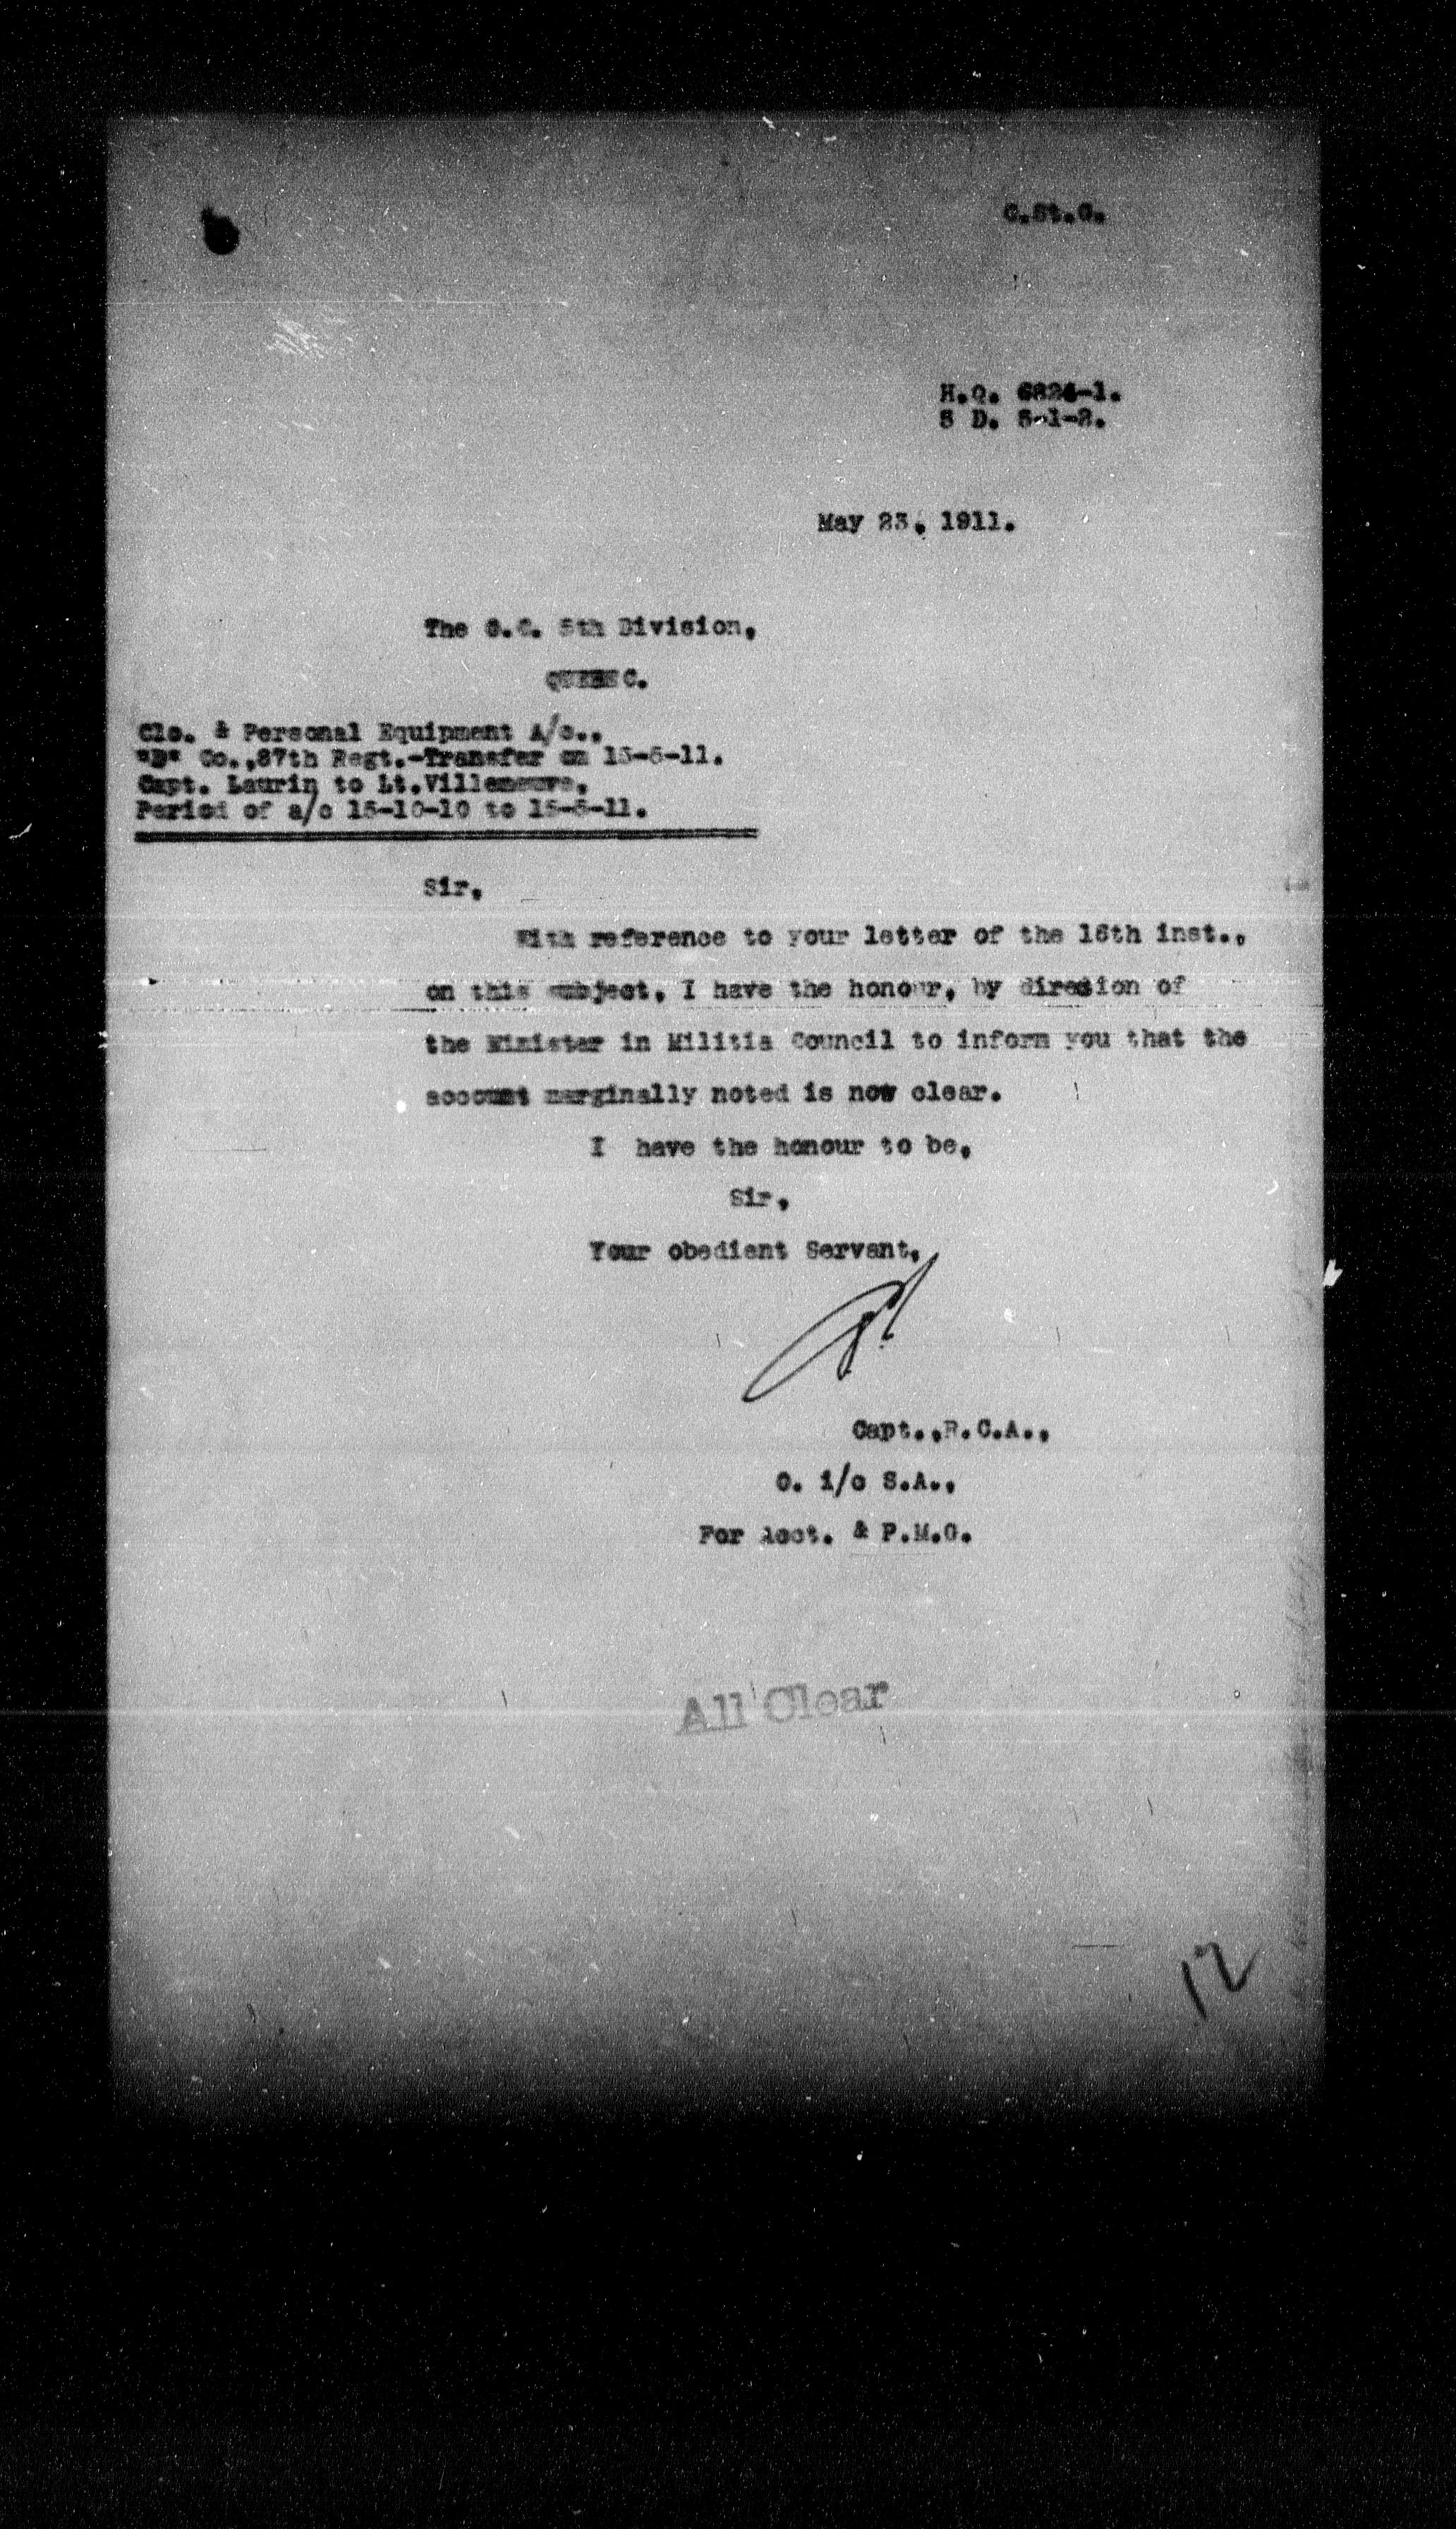 C.St.C.
H.Q. 6824-1.
S D. 5-1-2.
May 23, 1911.
The O.C. 5th Division,
QUEBEC.
Clo. & Personal Equipment A/c.,
"D" Co.,87th Regt.-Transfer on 15-5-11.
Capt. Laurin to Lt.Villeneuve.
Period of a/c 15-10-10 to 15-5-11.
Sir,
With reference to your letter of the 16th inst.,
on this subject, I have the honour, by diresion of
the Minister in Militia Council to inform you that the
account marginally noted is now clear.
I have the honour to be,
Sir,
Your obedient Servant,
Capt.,R.C.A.,
O. i/c S.A.,
For Acct. & P.M.G.
All Clear
12